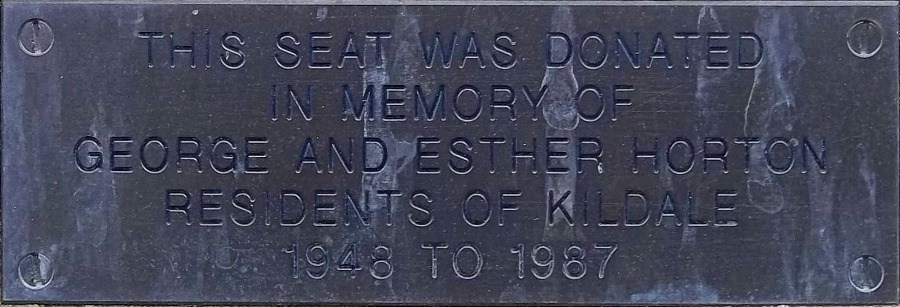 THIS SEAT WAS DONATED
IN MEMORY OF
GEORGE AND ESTHER HORTON
RESIDENTS OF KILDALE
1948 TO 1987